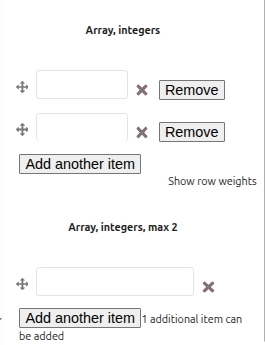 Array, integers
Remove
Remove
Add another item
Show row weights
Array, integers, max 2
Add another item 1 additional item can
be added